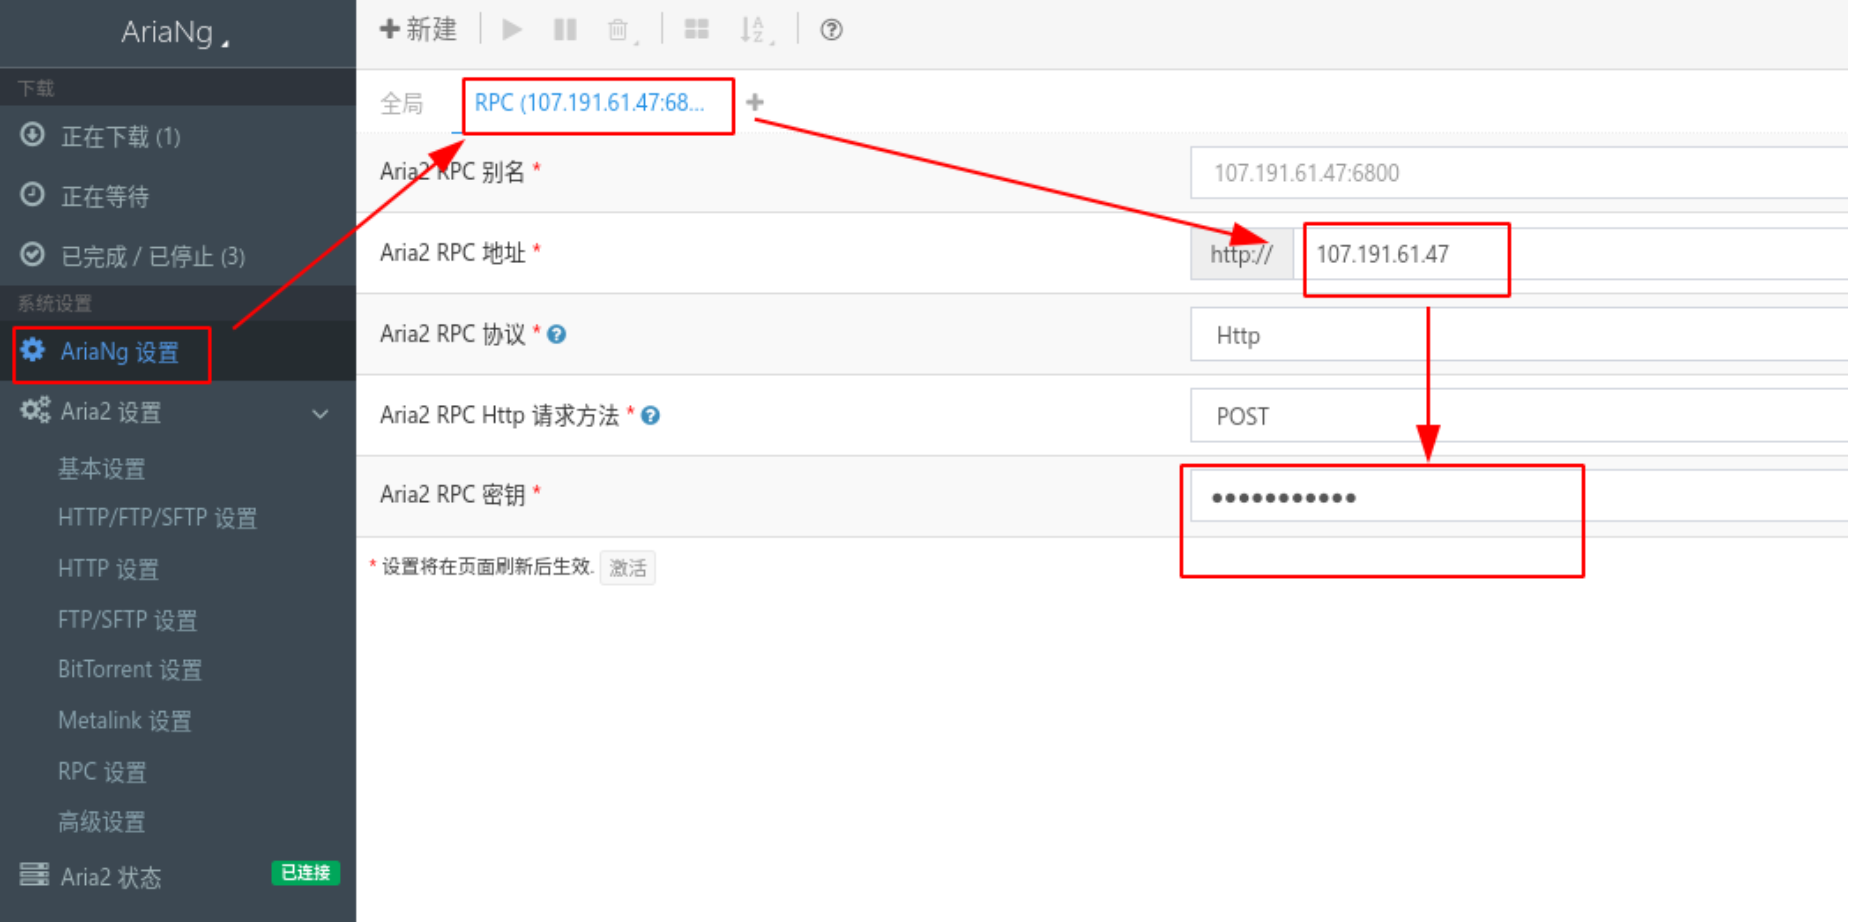 AriaNg
下载
正在下载 (1)
正在等待
已完成 / 已停止 (3)
系统设置
AriaNg 设置
Aria2 设置
基本设置
HTTP/FTP/SFTP 设置
HTTP 设置
FTP/SFTP 设置
BitTorrent 设置
Metalink 设置
RPC 设置
高级设置
Aria2 状态 已连接
新建
全局 RPC (107.191.61.47:68...
Aria2 RPC 别名 * 107.191.61.47:6800
Aria2 RPC 地址 * http:// 107.191.61.47
Aria2 RPC 协议 * Http
Aria2 RPC Http 请求方法 * POST
Aria2 RPC 密钥 * •••••••••••
* 设置将在页面刷新后生效. 激活